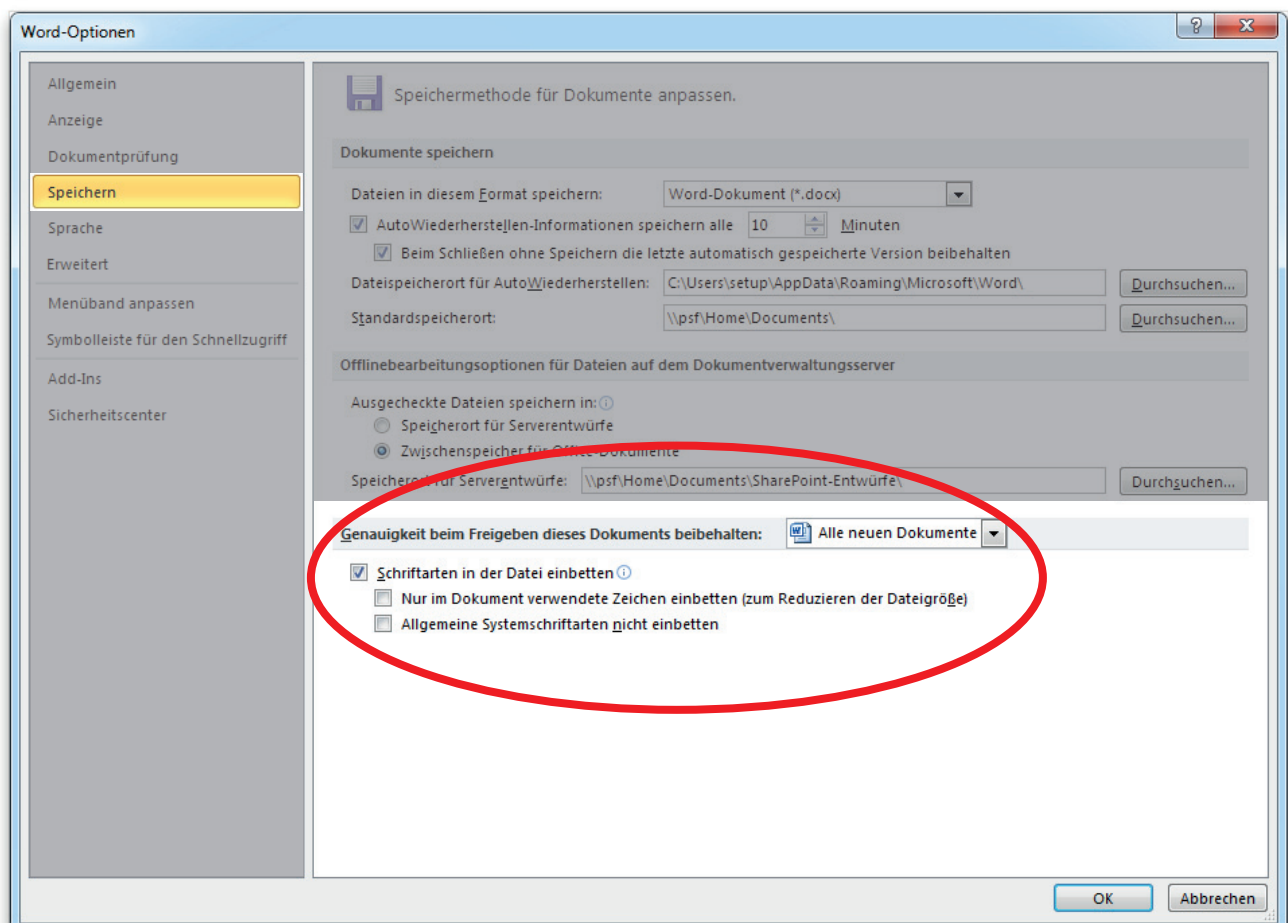 Word-Optionen
Allgemein
Anzeige
Dokumentprüfung
Speichern
Sprache
Erweitert
Menüband anpassen
Symbolleiste für den Schnellzugriff
Add-Ins
Sicherheitscenter
Speichermethode für Dokumente anpassen.
Dokumente speichern
Dateien in diesem Format speichern: Word-Dokument (*.docx)
AutoWiederherstellen-Informationen speichern alle 10 Minuten
Beim Schließen ohne Speichern die letzte automatisch gespeicherte Version beibehalten
Dateispeicherort für AutoWiederherstellen: C:\Users\setup\AppData\Roaming\Microsoft\Word\ Durchsuchen...
Standardspeicherort: \\psf\Home\Documents\ Durchsuchen...
Offlinebearbeitungsoptionen für Dateien auf dem Dokumentverwaltungsserver
Ausgecheckte Dateien speichern in:
Speicherort für Serverentwürfe
Zwischenspeicher für Office-Dokumente
Speicherort für Serverentwürfe: \\psf\Home\Documents\SharePoint-Entwürfe\ Durchsuchen...
Genauigkeit beim Freigeben dieses Dokuments beibehalten: Alle neuen Dokumente
Schriftarten in der Datei einbetten
Nur im Dokument verwendete Zeichen einbetten (zum Reduzieren der Dateigröße)
Allgemeine Systemschriftarten nicht einbetten
OK Abbrechen